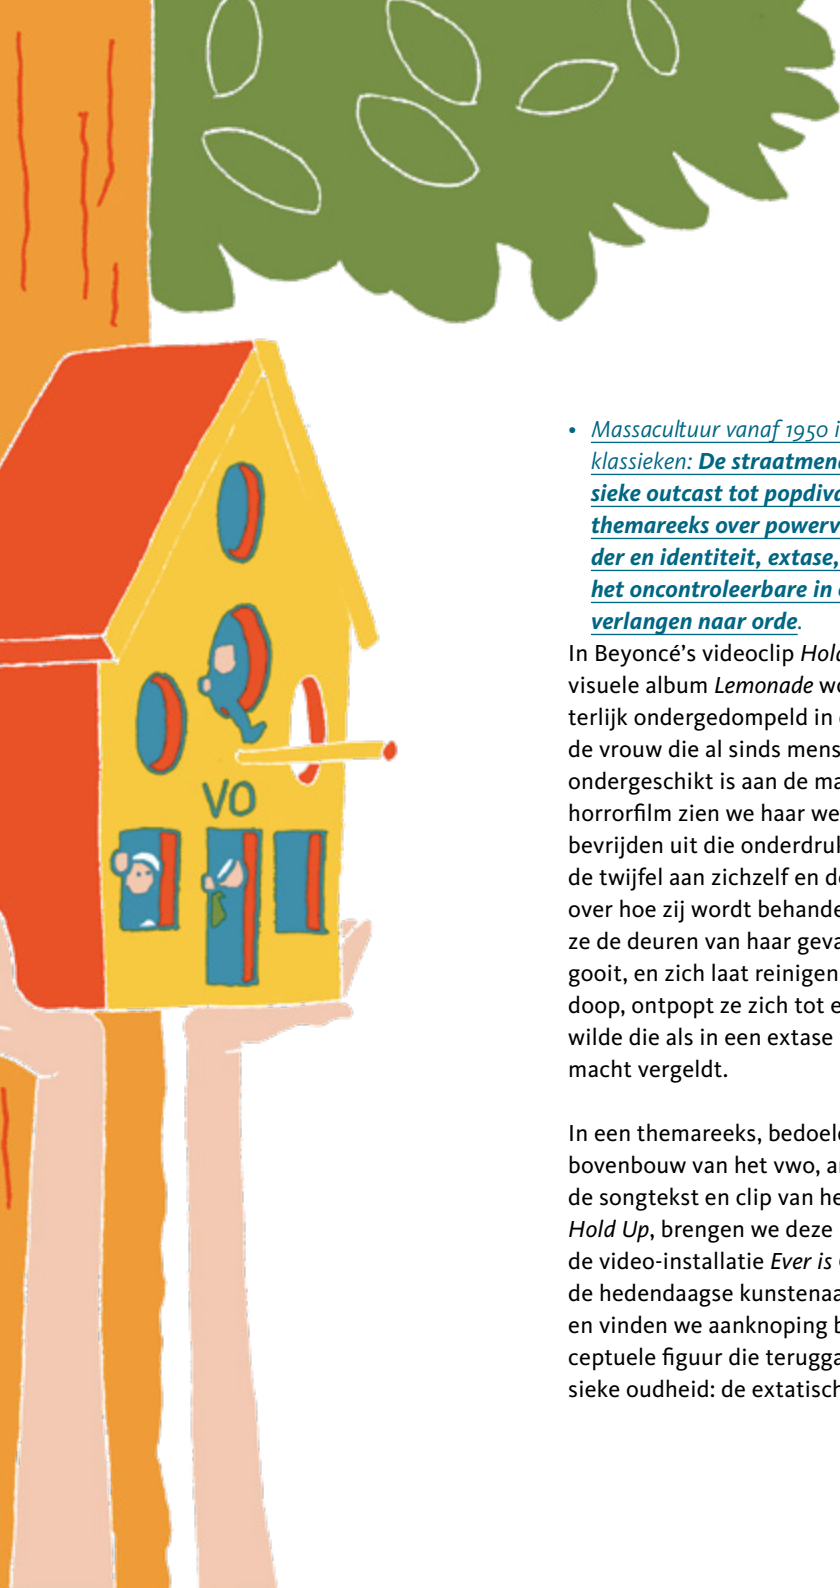 VO
• Massacultuur vanaf 1950 i
klassieken: De straatmena
sieke outcast tot popdiva
themareeks over powerv
der en identiteit, extase,
het oncontroleerbare in
verlangen naar orde.
In Beyoncé’s videoclip Hol
visuele album Lemonade wo
terlijk ondergedompeld in
de vrouw die al sinds mens
ondergeschikt is aan de ma
horrorfilm zien we haar we
bevrijden uit die onderdruk
de twijfel aan zichzelf en d
over hoe zij wordt behande
ze de deuren van haar geva
gooit, en zich laat reinigen
doop, ontpopt ze zich tot e
wilde die als in een extase
macht vergeldt.
In een themareeks, bedoel
bovenbouw van het vwo, a
de songtekst en clip van he
Hold Up, brengen we deze
de video-installatie Ever is
de hedendaagse kunstenaa
en vinden we aanknoping b
ceptuele figuur die terugga
sieke oudheid: de extatisch